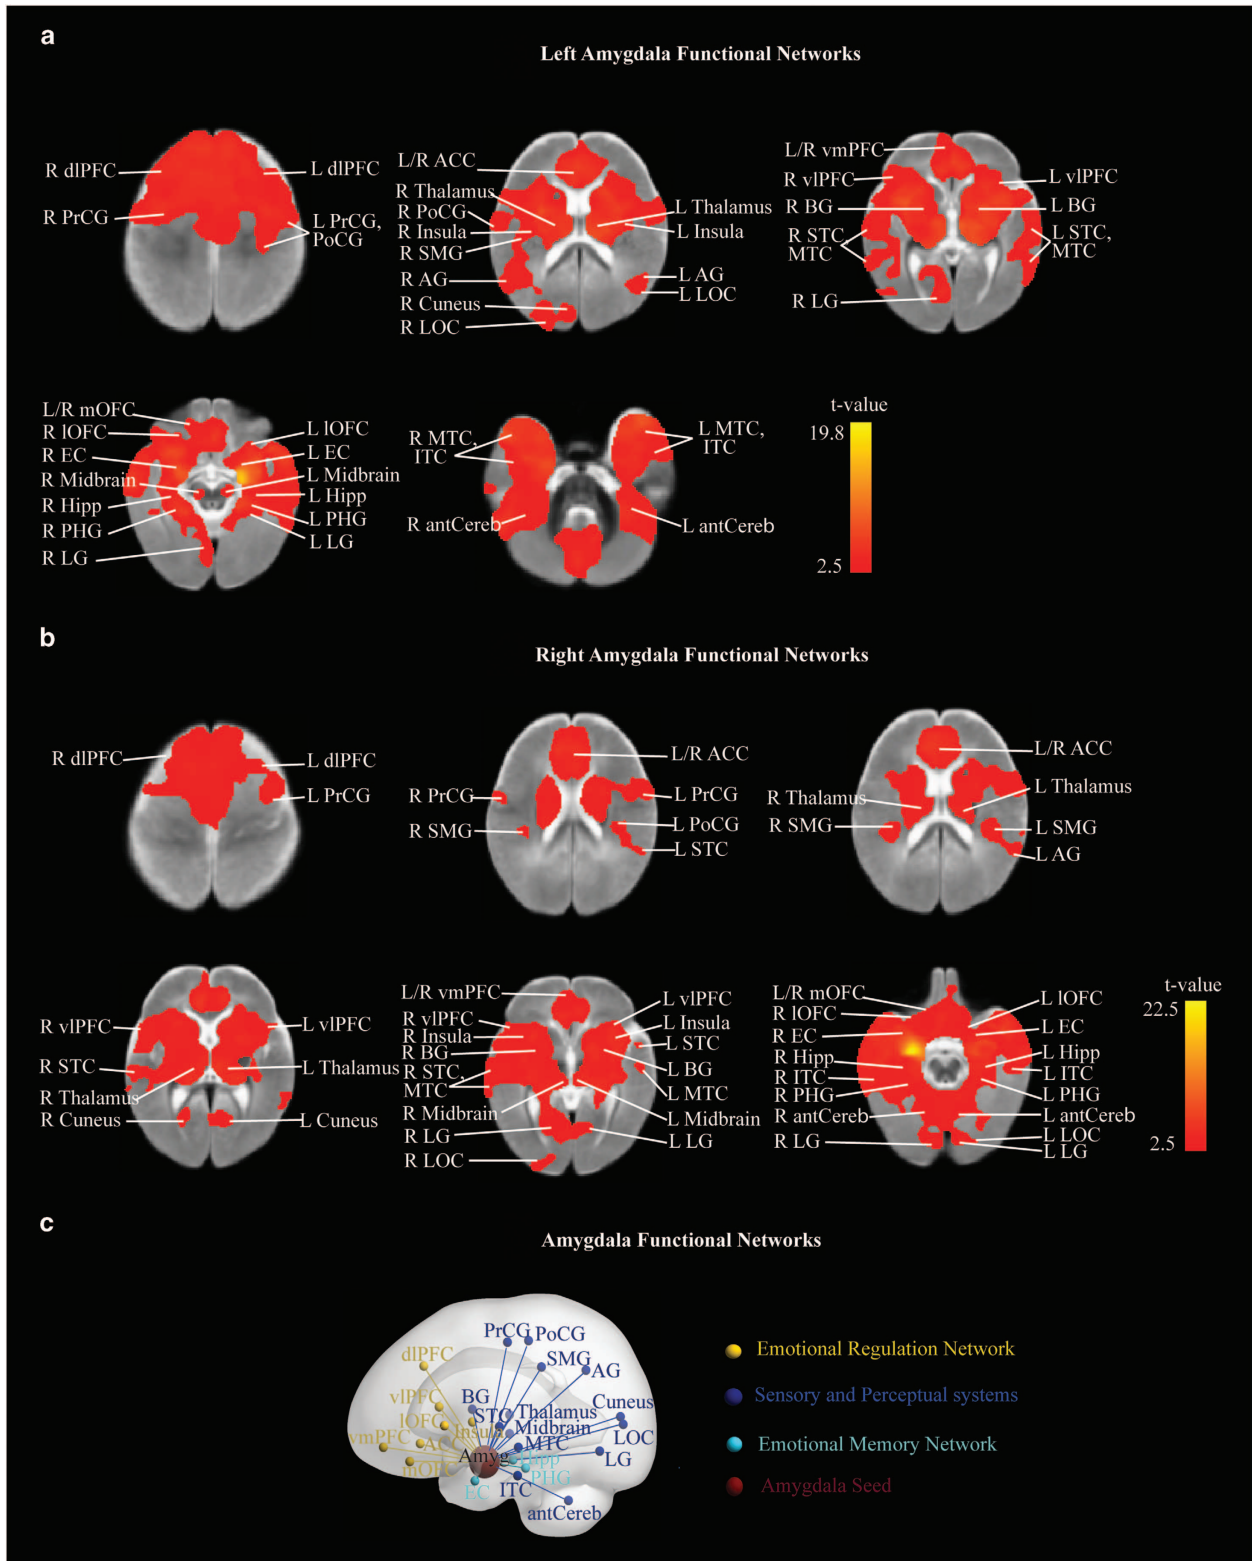 a
Left Amygdala Functional Networks
R dlPFC
L dlPFC
R PrCG
L PrCG,
PoCG
L/R ACC
R Thalamus
R PoCG
R Insula
R SMG
R AG
R Cuneus
R LOC
L Thalamus
L Insula
L AG
L LOC
L/R vmPFC
R vlPFC
R BG
R STC,
MTC
R LG
L vlPFC
L BG
L STC,
MTC
L/R mOFC
R lOFC
R EC
R Midbrain
R Hipp
R PHG
R LG
L lOFC
L EC
L Midbrain
L Hipp
L PHG
L LG
R MTC,
ITC
R antCereb
L MTC,
ITC
L antCereb
t-value
19.8
2.5
b
Right Amygdala Functional Networks
R dlPFC
L dlPFC
L PrCG
R PrCG
R SMG
L/R ACC
L PrCG
L PoCG
L STC
R Thalamus
R SMG
L/R ACC
L Thalamus
L SMG
L AG
R vlPFC
R STC
R Thalamus
R Cuneus
L vlPFC
L Thalamus
L Cuneus
L/R vmPFC
R vlPFC
R Insula
R BG
R STC,
MTC
R Midbrain
R LG
R LOC
L vlPFC
L Insula
L STC
L BG
L MTC
L Midbrain
L LG
L/R mOFC
R lOFC
R EC
R Hipp
R ITC
R PHG
R antCereb
R LG
L lOFC
L EC
L Hipp
L ITC
L PHG
L antCereb
L LOC
L LG
t-value
22.5
2.5
c
Amygdala Functional Networks
PrCG
PoCG
dlPFC
SMG
AG
vlPFC
BG
Cuneus
STC
Thalamus
lOFC
Insula
Midbrain
LOC
vmPFC
MTC
Amyg
Hipp
LG
mOFC
PHG
EC
ITC
antCereb
Emotional Regulation Network
Sensory and Perceptual systems
Emotional Memory Network
Amygdala Seed